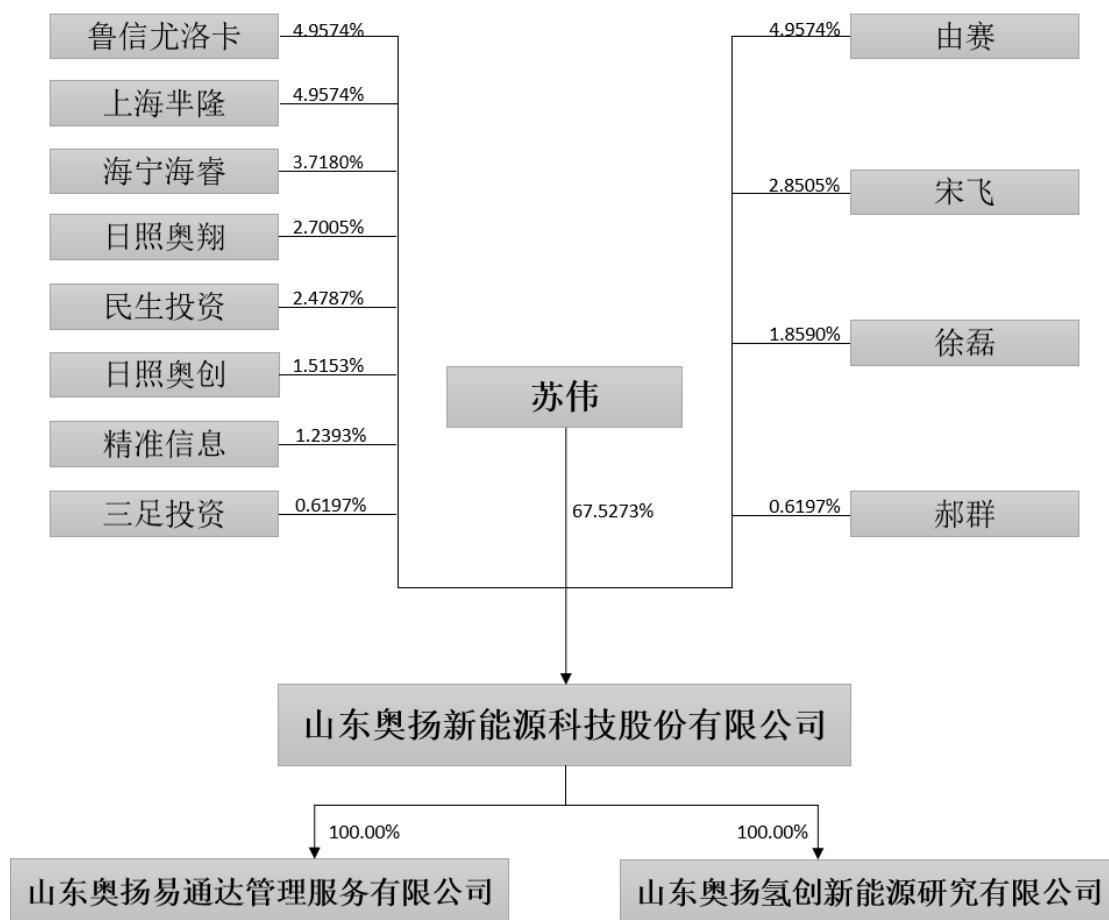 鲁信尤洛卡 4.9574%
4.9574% 由赛
上海芈隆 4.9574%
海宁海睿 3.7180%
2.8505% 宋飞
日照奥翔 2.7005%
民生投资 2.4787%
1.8590% 徐磊
日照奥创 1.5153%
苏伟
精准信息 1.2393%
三足投资 0.6197%
67.5273%
0.6197% 郝群
山东奥扬新能源科技股份有限公司
100.00%
100.00%
山东奥扬易通达管理服务有限公司
山东奥扬氢创新能源研究有限公司